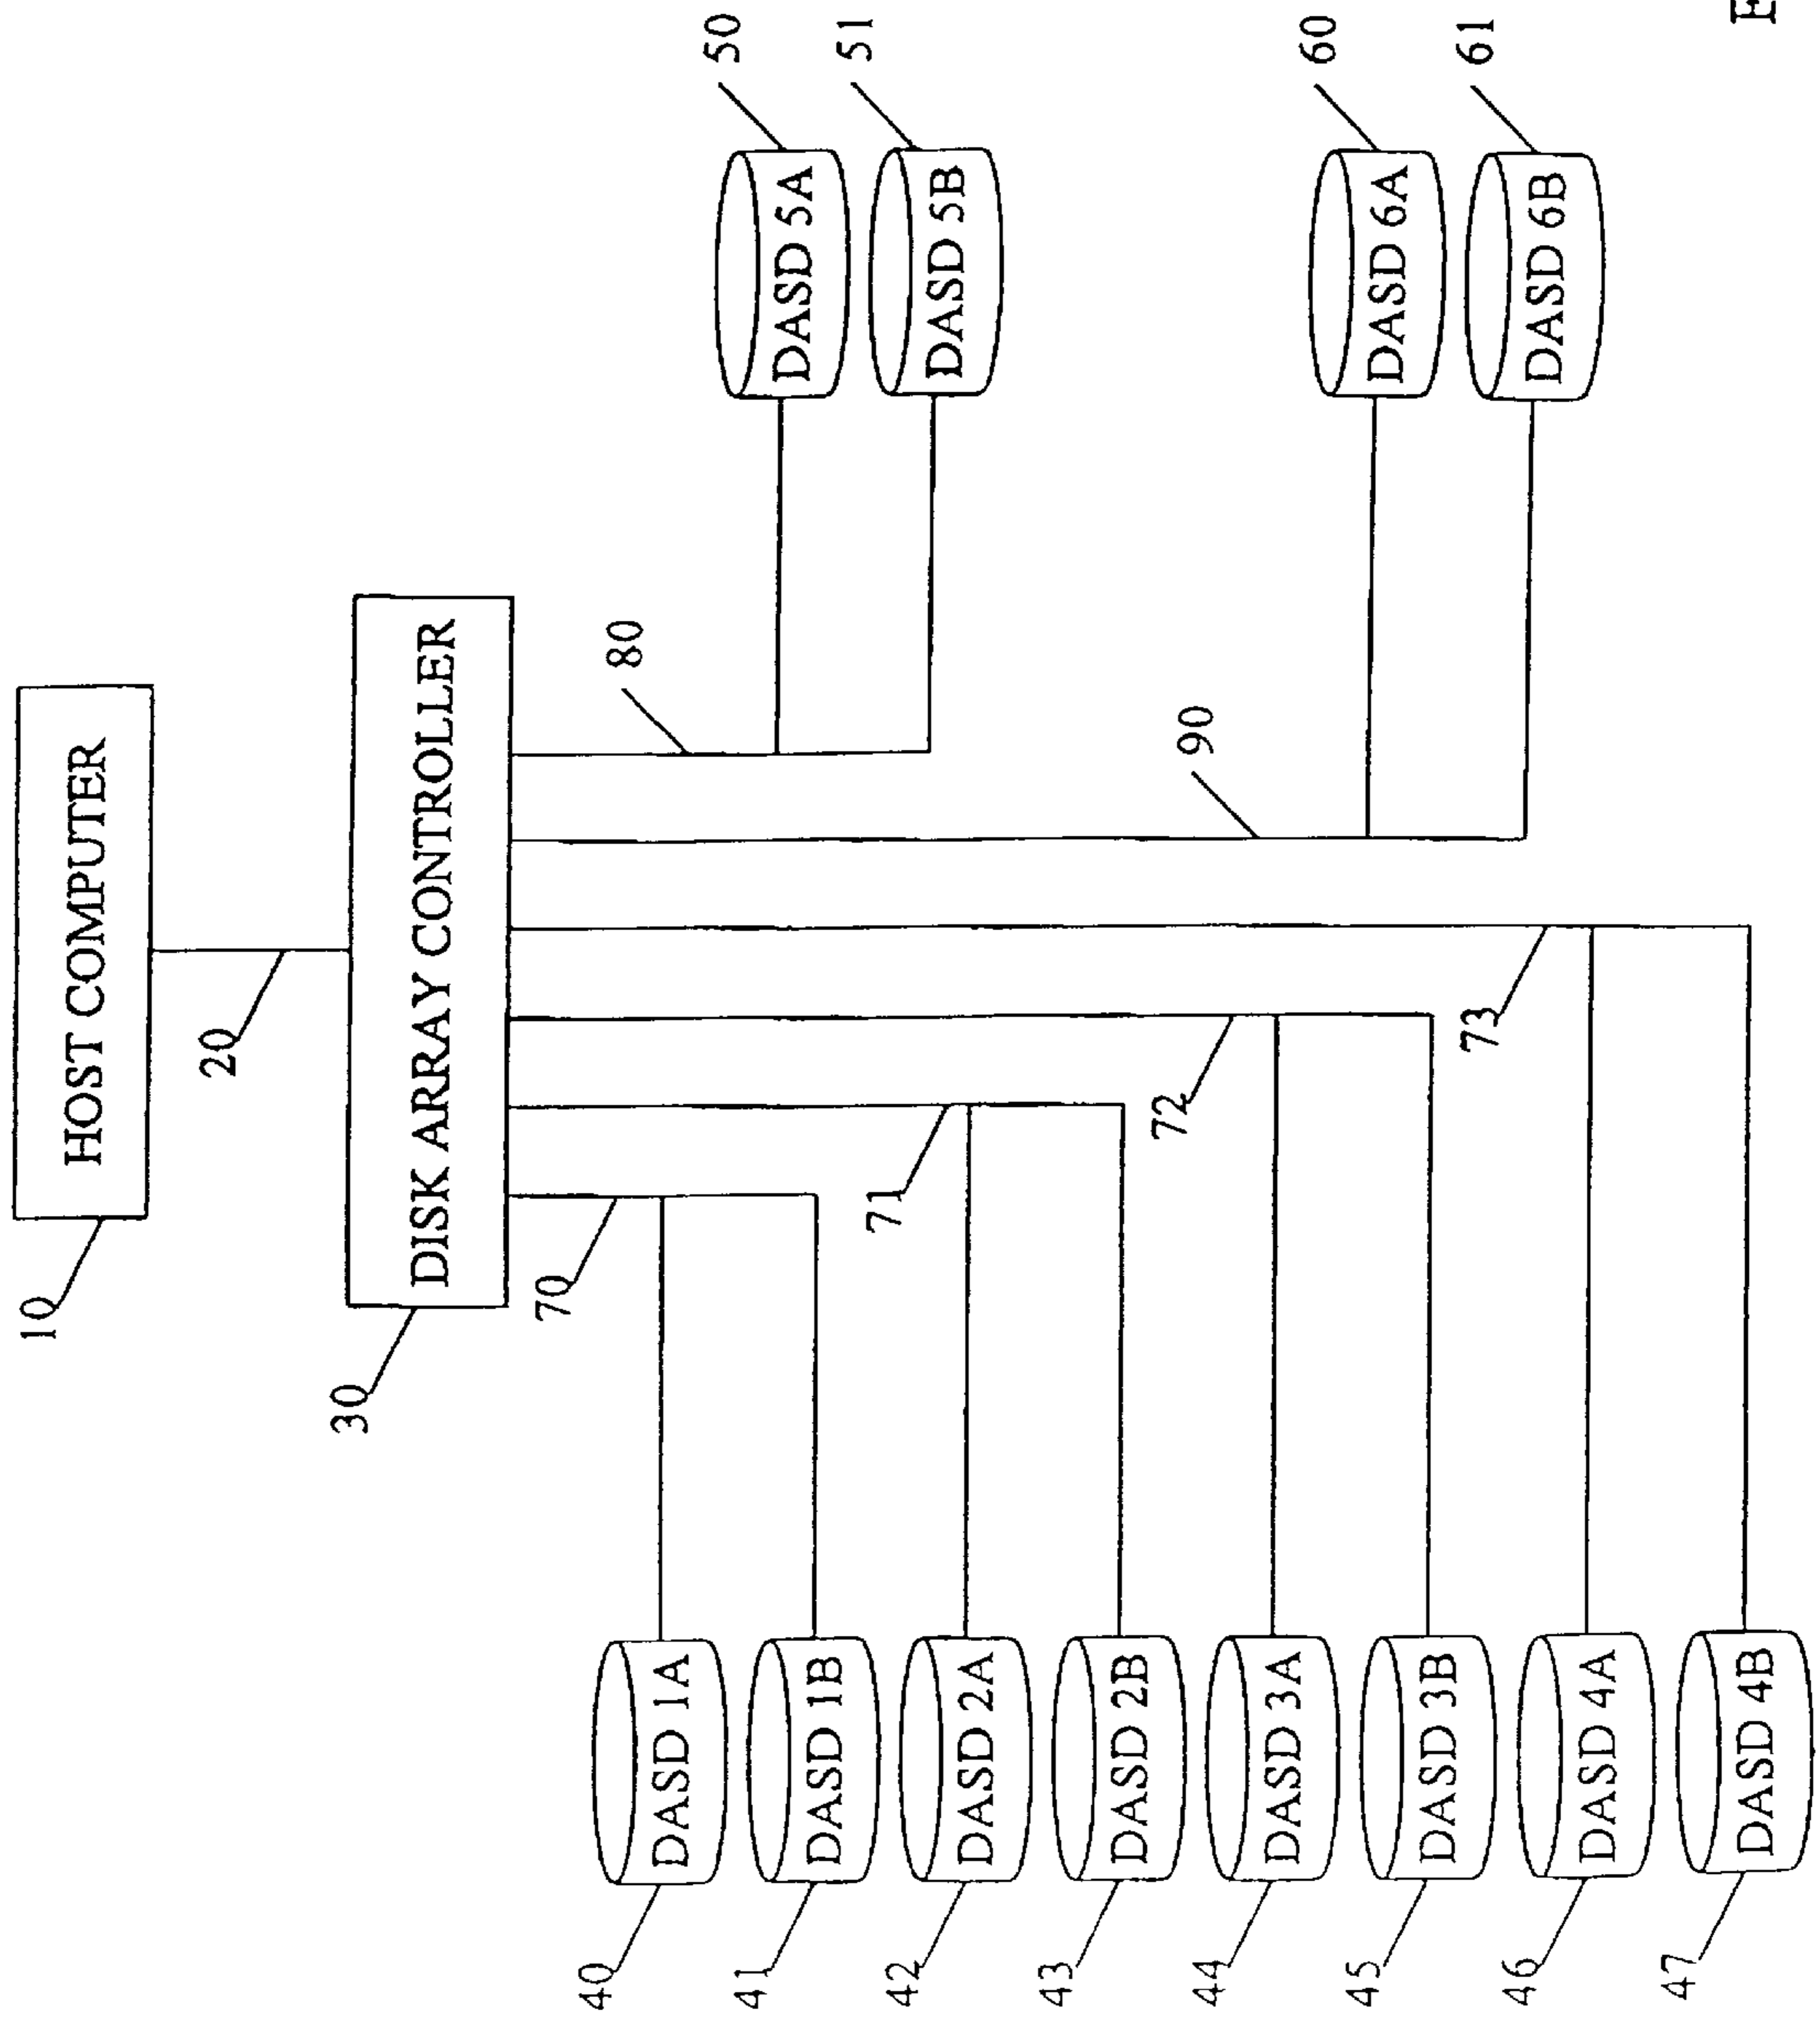 10
HOST COMPUTER
20
30
DISK ARRAY CONTROLLER
70
80
40
DASD 1A
DASD 5A
50
41
DASD 1B
DASD 5B
51
71
42
DASD 2A
43
DASD 2B
72
90
44
DASD 3A
DASD 6A
60
45
DASD 3B
DASD 6B
61
73
46
DASD 4A
47
DASD 4B